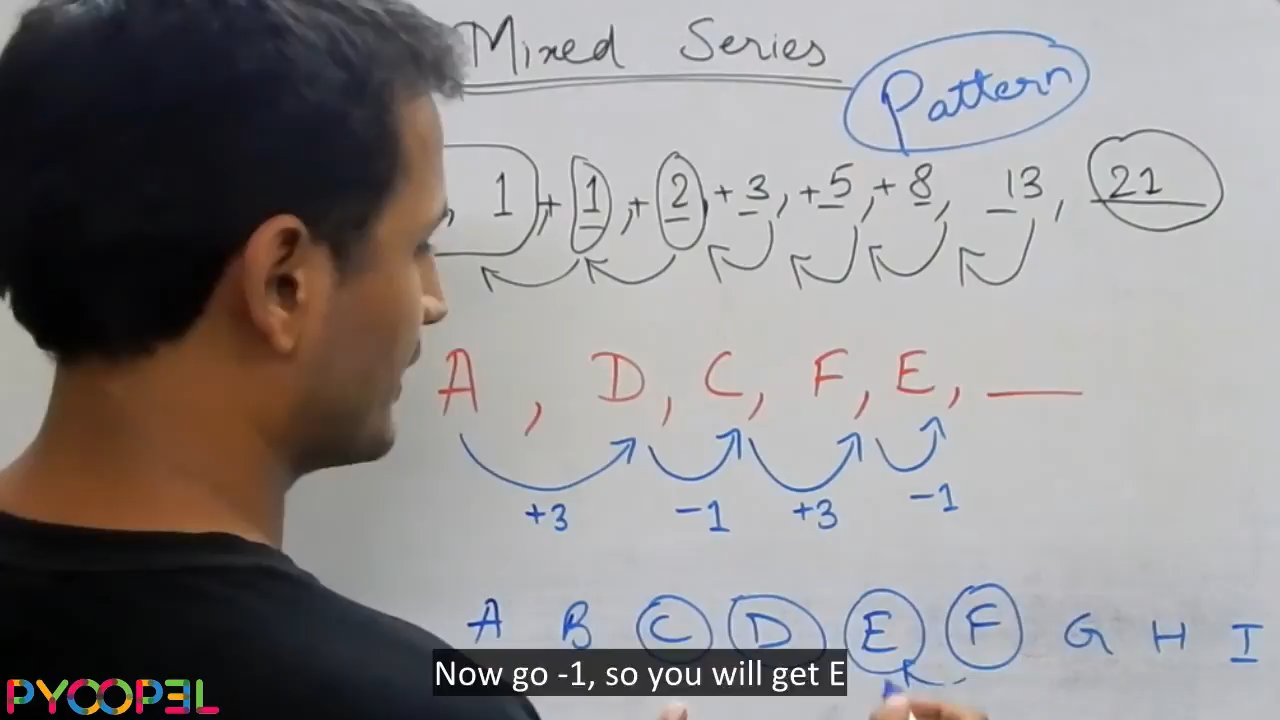 Mixed Series
Pattern
, 1 + 1 , + 2 , + 3 , + 5 , + 8 , 13 , 21
A , D , C , F , E , ___
+3 -1 +3 -1
A B C D E F G H I
Now go -1, so you will get E
PYOOPEL